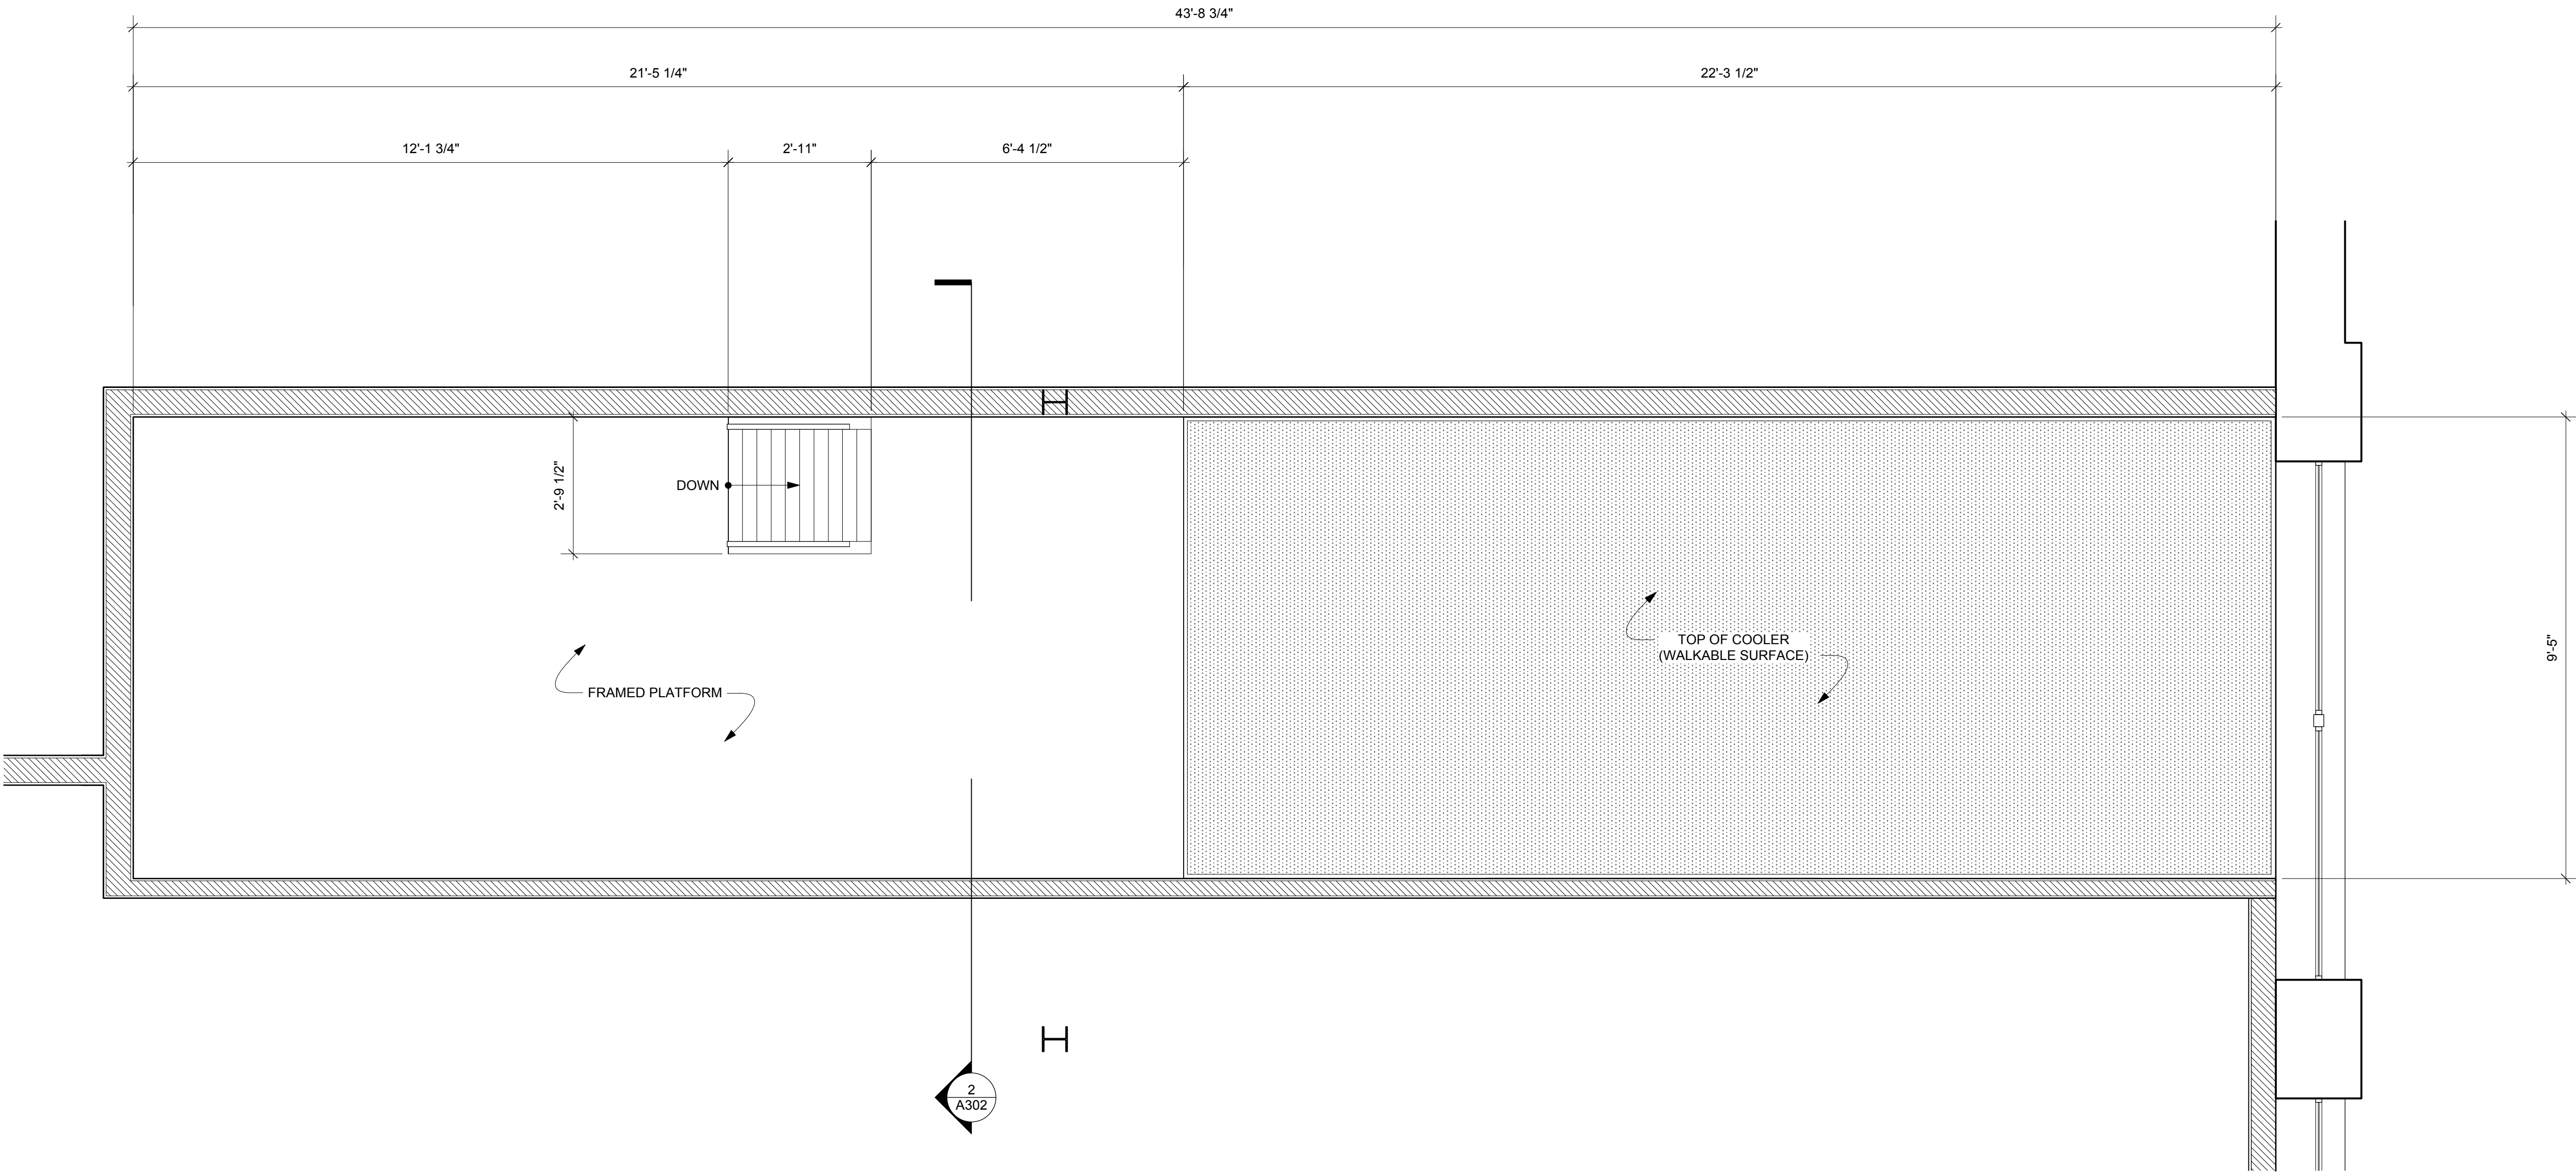 43'-8 3/4"
21'-5 1/4"
22'-3 1/2"
12'-1 3/4"
2'-11"
6'-4 1/2"
2'-9 1/2"
DOWN
TOP OF COOLER
(WALKABLE SURFACE)
9'-5"
FRAMED PLATFORM
2
A302